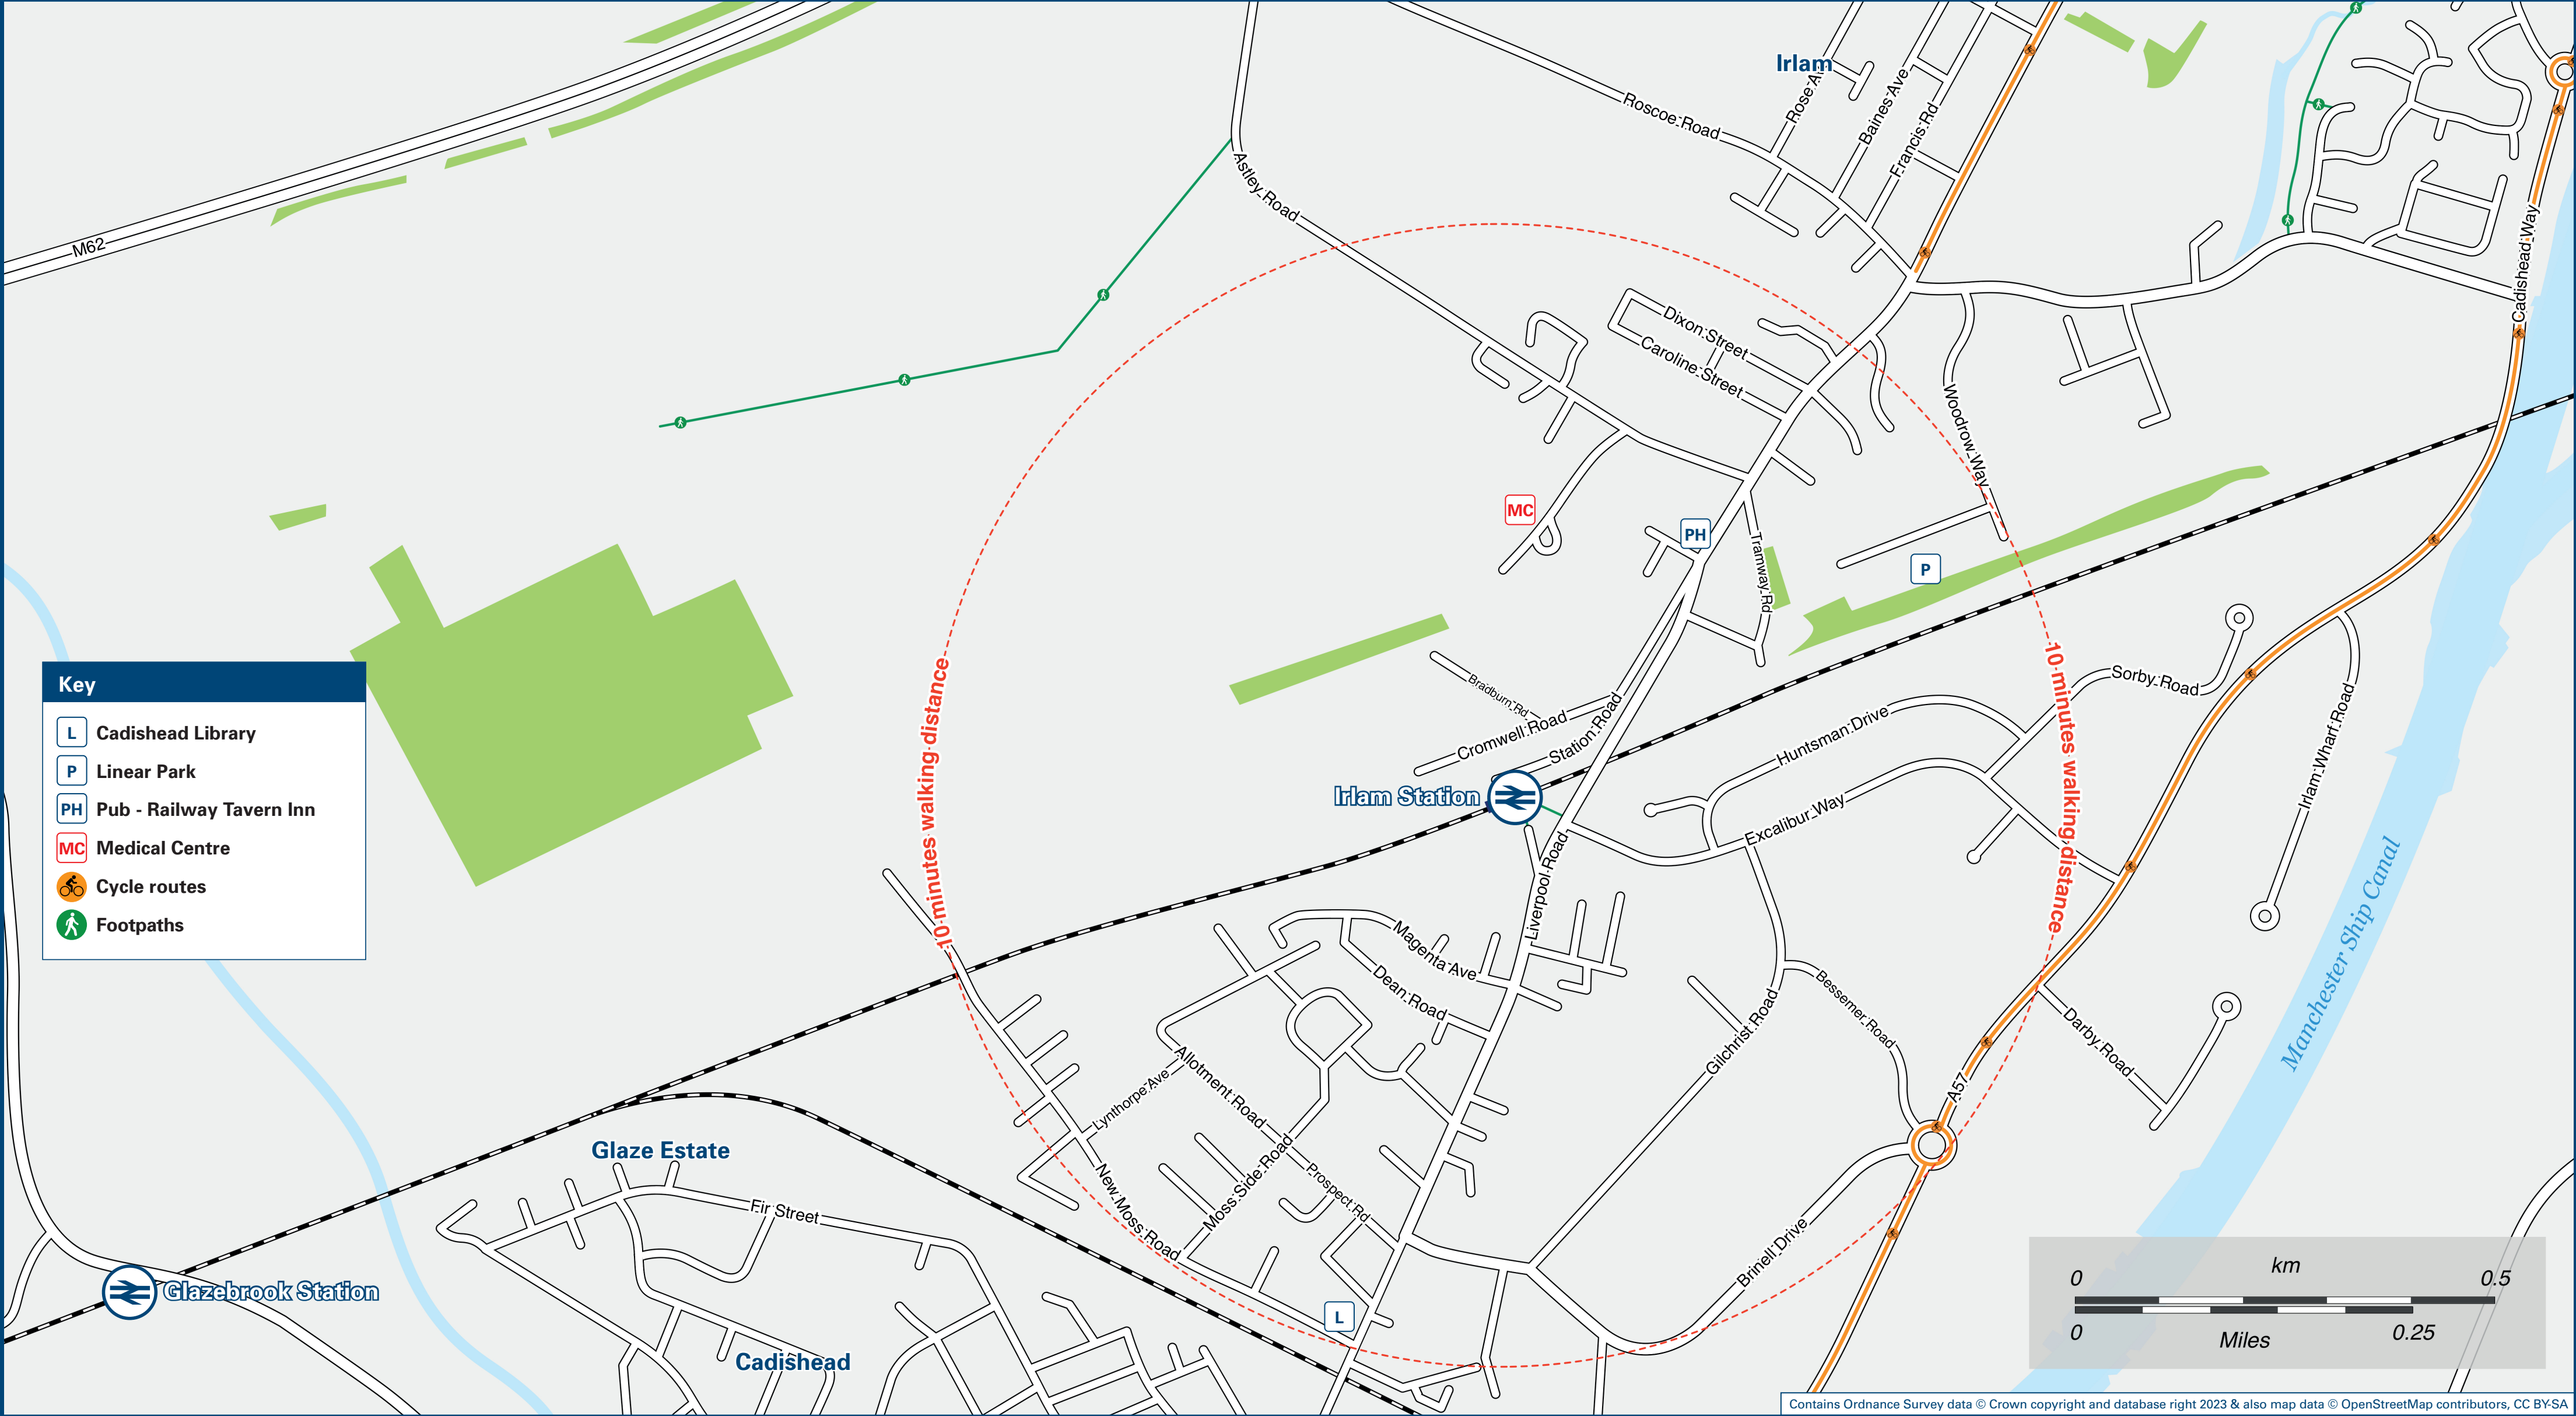 Irlam
Rose A
Roscoe Road
Baines Ave
Francis Rd
Astley Road
M62
Cadishead Way
Dixon Street
Caroline Street
Woodrow Way
MC
PH
Tramway Rd
P
10 minutes walking distance
10 minutes walking distance
Bradburn Rd
Cromwell Road
Station Road
Sorby Road
Huntsman Drive
Irlam Wharf Road
Irlam Station
Excalibur Way
Liverpool Road
Manchester Ship Canal
Key
L Cadishead Library
P Linear Park
PH Pub - Railway Tavern Inn
MC Medical Centre
Cycle routes
Footpaths
Magenta Ave
Dean Road
Bessemer Road
Gilchrist Road
Darby Road
A57
Allotment Road
Lynthorpe Ave
Glaze Estate
New Moss Road
Moss Side Road
Prospect Rd
Fir Street
Brinell Drive
Glazebrook Station
L
Cadishead
km
0 0.5
0 0.25
Miles
Contains Ordnance Survey data © Crown copyright and database right 2023 & also map data © OpenStreetMap contributors, CC BY-SA